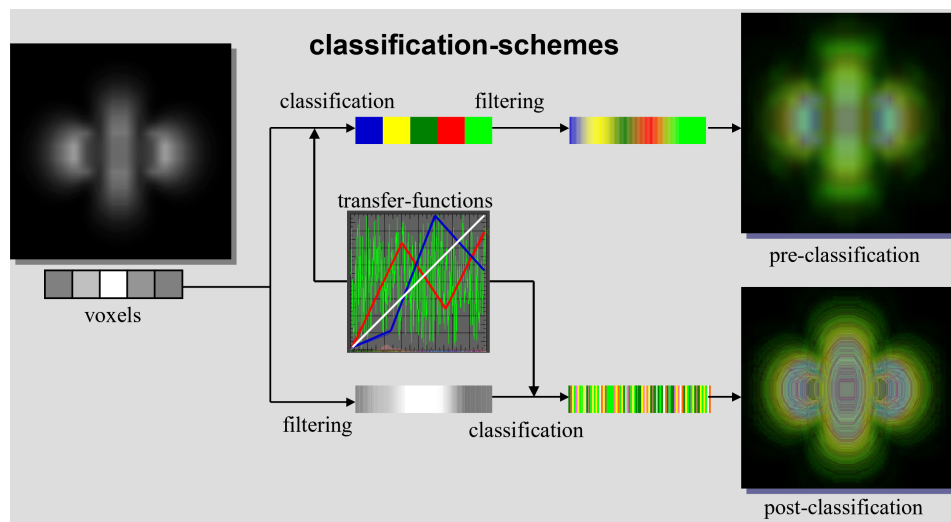 classification-schemes
classification
filtering
transfer-functions
pre-classification
voxels
filtering
classification
post-classification